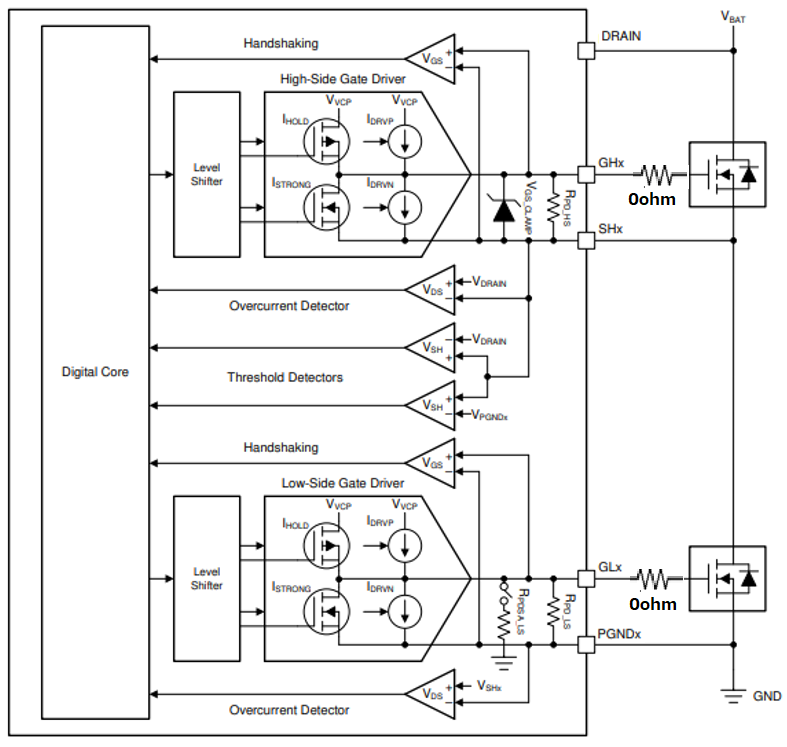 VBAT
DRAIN
Handshaking
VGS
+
−
High-Side Gate Driver
VVCP
VVCP
IHOLD
IDRVP
Level
Shifter
ISTRONG
IDRVN
VGS_CLAMP
RPD_HS
GHx
0ohm
SHx
VDS
+
−
VDRAIN
Overcurrent Detector
VSH
−
+
VDRAIN
Digital Core
Threshold Detectors
VSH
+
−
VPGNDx
Handshaking
VGS
+
−
Low-Side Gate Driver
VVCP
VVCP
IHOLD
IDRVP
Level
Shifter
ISTRONG
IDRVN
RPDSA_LS
RPD_LS
GLx
0ohm
PGNDx
VDS
+
−
VSHx
Overcurrent Detector
GND